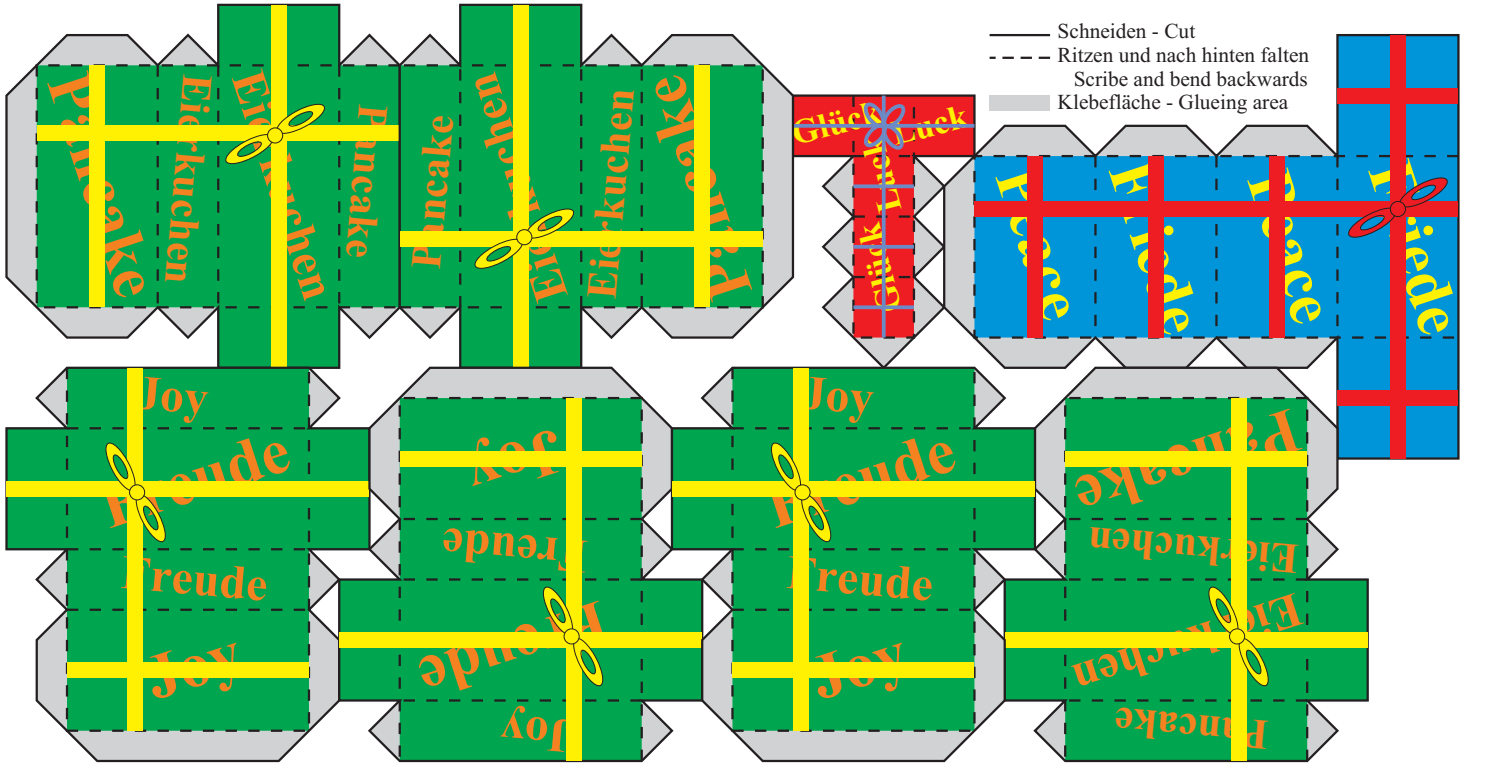 Schneiden - Cut
Ritzen und nach hinten falten
Scribe and bend backwards
Klebefläche - Glueing area
Pancake
Eierkuchen
Eierkuchen
Pancake
Pancake
Eierkuchen
Eierkuchen
Pancake
Glück
Luck
Luck
Glück
Peace
Friede
Peace
Friede
Joy
Freude
Freude
Joy
Joy
Freude
Freude
Joy
Joy
Freude
Freude
Joy
Pancake
Eierkuchen
Eierkuchen
Pancake